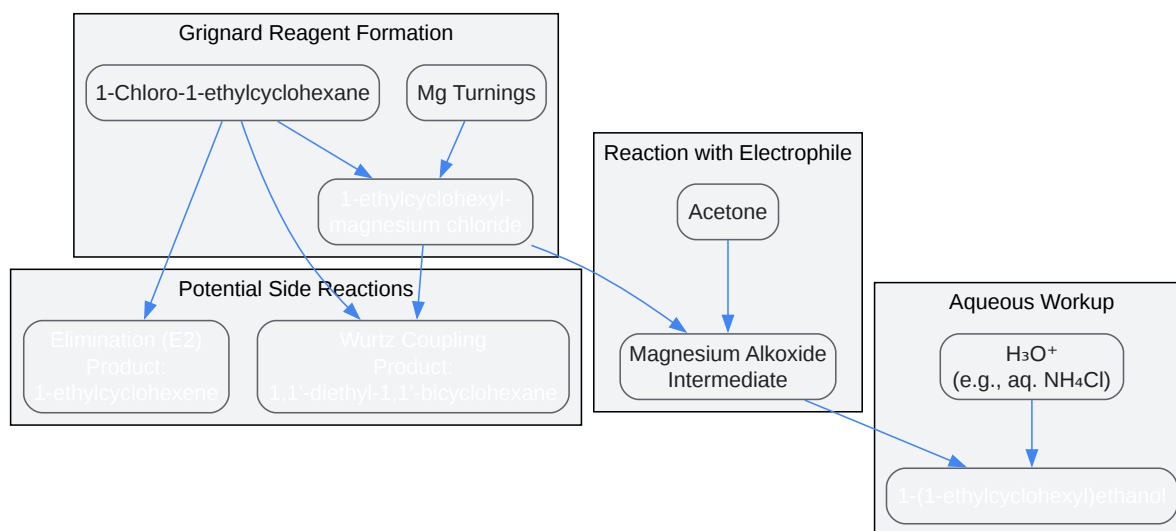 Grignard Reagent Formation
1-Chloro-1-ethylcyclohexane
Mg Turnings
1-ethylcyclohexyl-
magnesium chloride
Reaction with Electrophile
Acetone
Magnesium Alkoxide
Intermediate
Potential Side Reactions
Elimination (E2)
Product:
1-ethylcyclohexene
Wurtz Coupling
Product:
1,1'-diethyl-1,1'-bicyclohexane
Aqueous Workup
H₃O⁺
(e.g., aq. NH₄Cl)
1-(1-ethylcyclohexyl)ethanol